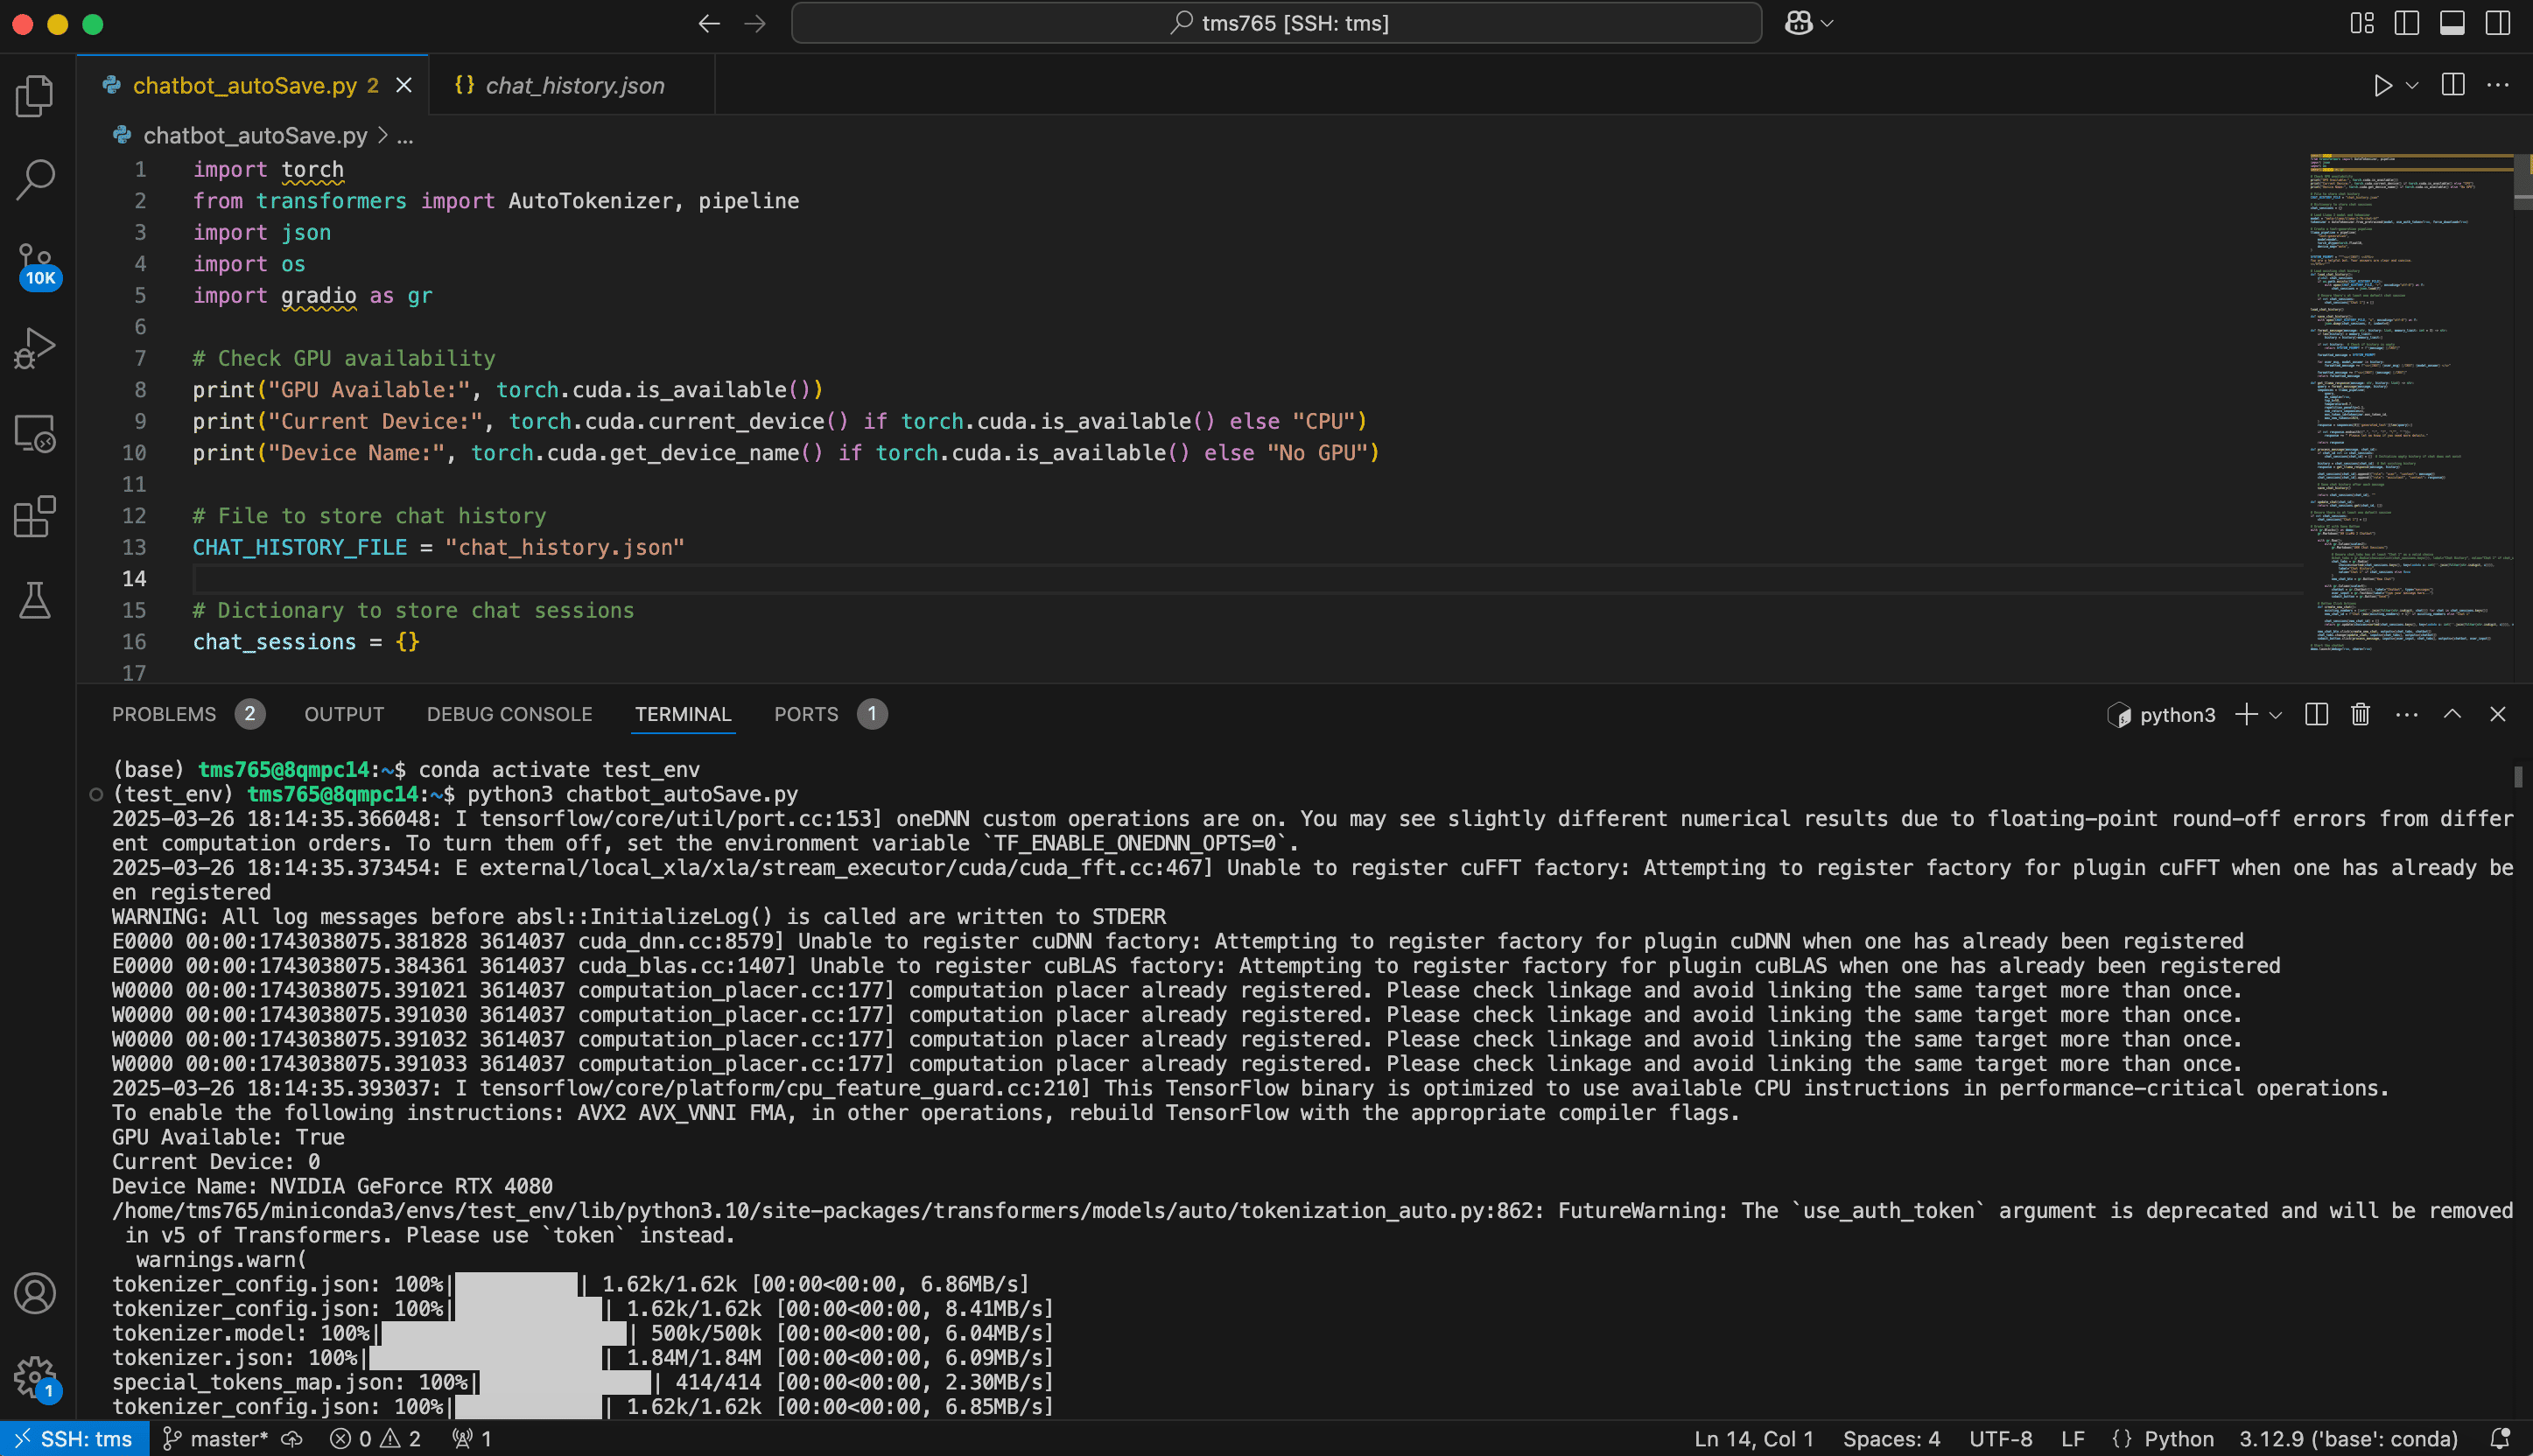 tms765 [SSH: tms]
chatbot_autoSave.py 2
{} chat_history.json
chatbot_autoSave.py > ...
10K
1 import torch
2 from transformers import AutoTokenizer, pipeline
3 import json
4 import os
5 import gradio as gr
6
7 # Check GPU availability
8 print("GPU Available:", torch.cuda.is_available())
9 print("Current Device:", torch.cuda.current_device() if torch.cuda.is_available() else "CPU")
10 print("Device Name:", torch.cuda.get_device_name() if torch.cuda.is_available() else "No GPU")
11
12 # File to store chat history
13 CHAT_HISTORY_FILE = "chat_history.json"
14
15 # Dictionary to store chat sessions
16 chat_sessions = {}
17
PROBLEMS 2 OUTPUT DEBUG CONSOLE TERMINAL PORTS 1 python3
(base) tms765@8qmpc14:~$ conda activate test_env
(test_env) tms765@8qmpc14:~$ python3 chatbot_autoSave.py
2025-03-26 18:14:35.366048: I tensorflow/core/util/port.cc:153] oneDNN custom operations are on. You may see slightly different numerical results due to floating-point round-off errors from differ
ent computation orders. To turn them off, set the environment variable `TF_ENABLE_ONEDNN_OPTS=0`.
2025-03-26 18:14:35.373454: E external/local_xla/xla/stream_executor/cuda/cuda_fft.cc:467] Unable to register cuFFT factory: Attempting to register factory for plugin cuFFT when one has already be
en registered
WARNING: All log messages before absl::InitializeLog() is called are written to STDERR
E0000 00:00:1743038075.381828 3614037 cuda_dnn.cc:8579] Unable to register cuDNN factory: Attempting to register factory for plugin cuDNN when one has already been registered
E0000 00:00:1743038075.384361 3614037 cuda_blas.cc:1407] Unable to register cuBLAS factory: Attempting to register factory for plugin cuBLAS when one has already been registered
W0000 00:00:1743038075.391021 3614037 computation_placer.cc:177] computation placer already registered. Please check linkage and avoid linking the same target more than once.
W0000 00:00:1743038075.391030 3614037 computation_placer.cc:177] computation placer already registered. Please check linkage and avoid linking the same target more than once.
W0000 00:00:1743038075.391032 3614037 computation_placer.cc:177] computation placer already registered. Please check linkage and avoid linking the same target more than once.
W0000 00:00:1743038075.391033 3614037 computation_placer.cc:177] computation placer already registered. Please check linkage and avoid linking the same target more than once.
2025-03-26 18:14:35.393037: I tensorflow/core/platform/cpu_feature_guard.cc:210] This TensorFlow binary is optimized to use available CPU instructions in performance-critical operations.
To enable the following instructions: AVX2 AVX_VNNI FMA, in other operations, rebuild TensorFlow with the appropriate compiler flags.
GPU Available: True
Current Device: 0
Device Name: NVIDIA GeForce RTX 4080
/home/tms765/miniconda3/envs/test_env/lib/python3.10/site-packages/transformers/models/auto/tokenization_auto.py:862: FutureWarning: The `use_auth_token` argument is deprecated and will be removed
in v5 of Transformers. Please use `token` instead.
warnings.warn(
tokenizer_config.json: 100%| | 1.62k/1.62k [00:00<00:00, 6.86MB/s]
tokenizer_config.json: 100%| | 1.62k/1.62k [00:00<00:00, 8.41MB/s]
tokenizer.model: 100%| | 500k/500k [00:00<00:00, 6.04MB/s]
tokenizer.json: 100%| | 1.84M/1.84M [00:00<00:00, 6.09MB/s]
special_tokens_map.json: 100%| | 414/414 [00:00<00:00, 2.30MB/s]
tokenizer_config.json: 100%| | 1.62k/1.62k [00:00<00:00, 6.85MB/s]
1
SSH: tms master* 0 2 1 Ln 14, Col 1 Spaces: 4 UTF-8 LF {} Python 3.12.9 ('base': conda)